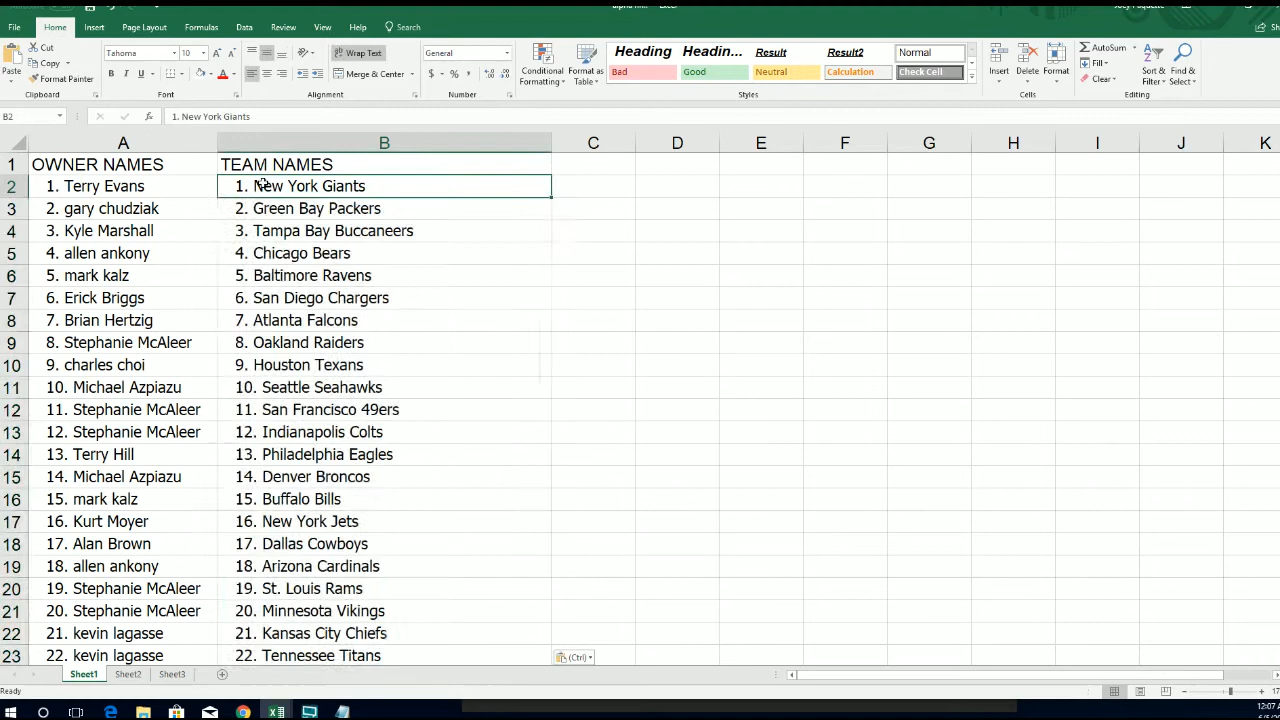 File Home Insert Page Layout Formulas Data Review View Help Search
Cut
Copy
Format Painter
Paste
Clipboard
Tahoma 10
B I U
Font
Wrap Text
Merge & Center
Alignment
General
$ % ,
Number
Conditional Formatting
Format as Table
Heading Headin... Result Result2 Normal
Bad Good Neutral Calculation Check Cell
Styles
Insert Delete Format
Cells
AutoSum
Fill
Clear
Sort & Filter
Find & Select
Editing
B2 fx 1. New York Giants
A B C D E F G H I J K
1 OWNER NAMES TEAM NAMES
2 1. Terry Evans 1. New York Giants
3 2. gary chudziak 2. Green Bay Packers
4 3. Kyle Marshall 3. Tampa Bay Buccaneers
5 4. allen ankony 4. Chicago Bears
6 5. mark kalz 5. Baltimore Ravens
7 6. Erick Briggs 6. San Diego Chargers
8 7. Brian Hertzig 7. Atlanta Falcons
9 8. Stephanie McAleer 8. Oakland Raiders
10 9. charles choi 9. Houston Texans
11 10. Michael Azpiazu 10. Seattle Seahawks
12 11. Stephanie McAleer 11. San Francisco 49ers
13 12. Stephanie McAleer 12. Indianapolis Colts
14 13. Terry Hill 13. Philadelphia Eagles
15 14. Michael Azpiazu 14. Denver Broncos
16 15. mark kalz 15. Buffalo Bills
17 16. Kurt Moyer 16. New York Jets
18 17. Alan Brown 17. Dallas Cowboys
19 18. allen ankony 18. Arizona Cardinals
20 19. Stephanie McAleer 19. St. Louis Rams
21 20. Stephanie McAleer 20. Minnesota Vikings
22 21. kevin lagasse 21. Kansas City Chiefs
23 22. kevin lagasse 22. Tennessee Titans
(Ctrl)
Sheet1 Sheet2 Sheet3
Ready
12:07